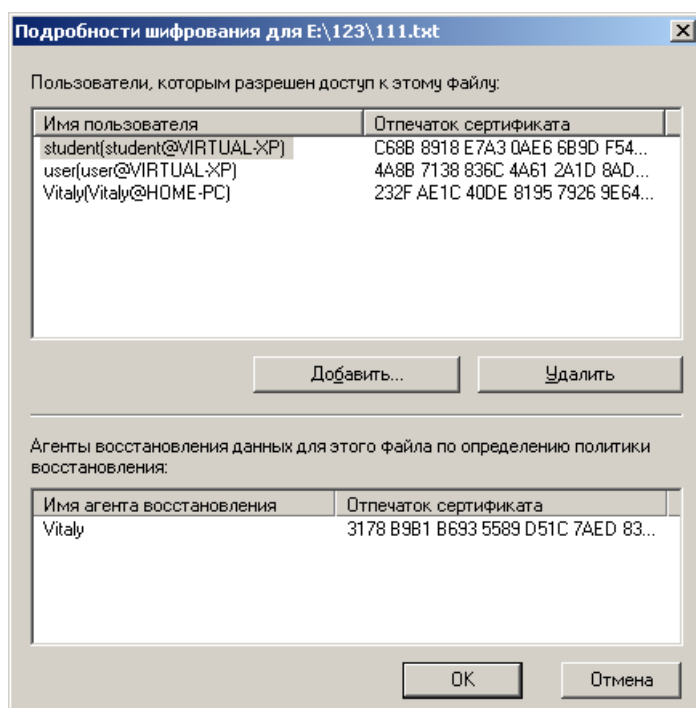 Подробности шифрования для E:\123\111.txt
Пользователи, которым разрешен доступ к этому файлу:
Имя пользователя Отпечаток сертификата
student(student@VIRTUAL-XP) C68B 8918 E7A3 0AE6 6B9D F54...
user(user@VIRTUAL-XP) 4A8B 7138 836C 4A61 2A1D 8AD...
Vitaly(Vitaly@HOME-PC) 232F AE1C 40DE 8195 7926 9E64...
Добавить... Удалить
Агенты восстановления данных для этого файла по определению политики
восстановления:
Имя агента восстановления Отпечаток сертификата
Vitaly 3178 B9B1 B693 5589 D51C 7AED 83...
OK Отмена